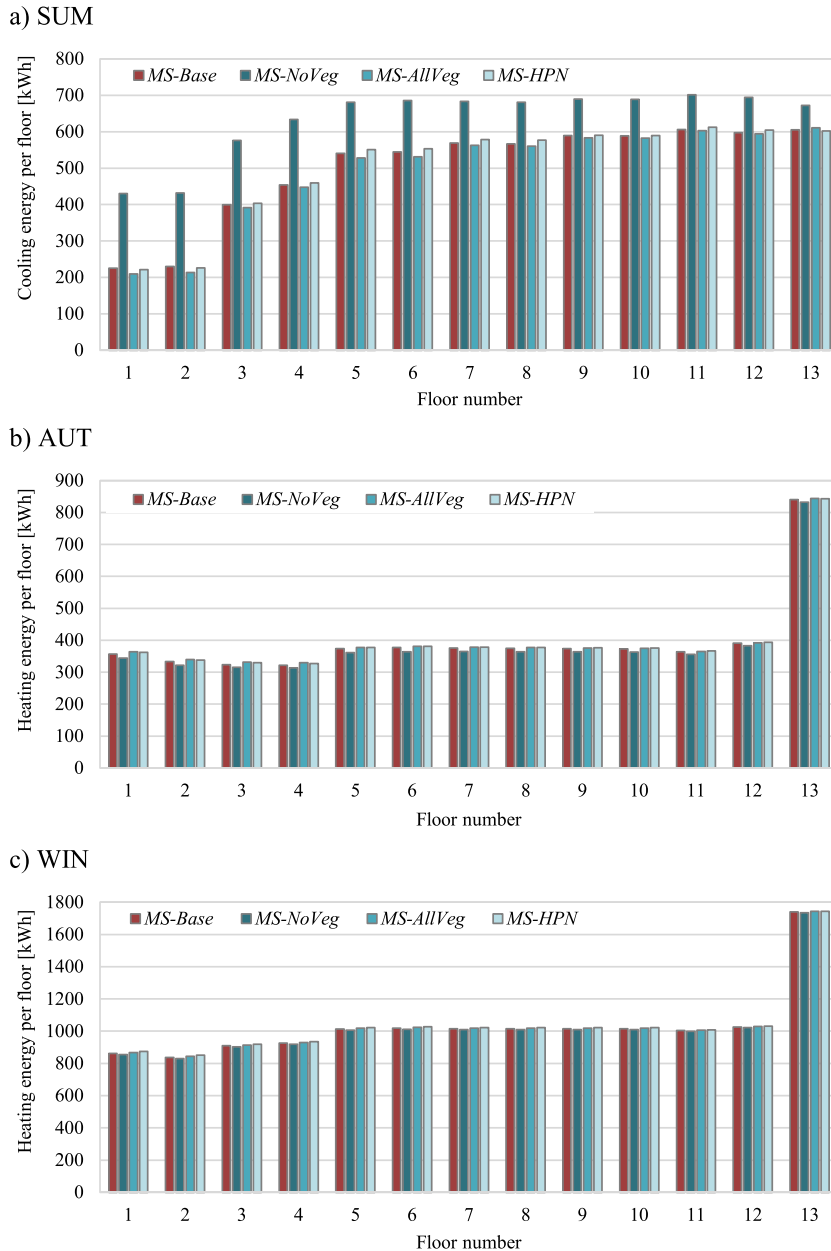 a) SUM
Cooling energy per floor [kWh]
800
700
600
500
400
300
200
100
0
MS-Base MS-NoVeg MS-AllVeg MS-HPN
1 2 3 4 5 6 7 8 9 10 11 12 13
Floor number
b) AUT
Heating energy per floor [kWh]
900
800
700
600
500
400
300
200
100
0
MS-Base MS-NoVeg MS-AllVeg MS-HPN
1 2 3 4 5 6 7 8 9 10 11 12 13
Floor number
c) WIN
Heating energy per floor [kWh]
1800
1600
1400
1200
1000
800
600
400
200
0
MS-Base MS-NoVeg MS-AllVeg MS-HPN
1 2 3 4 5 6 7 8 9 10 11 12 13
Floor number